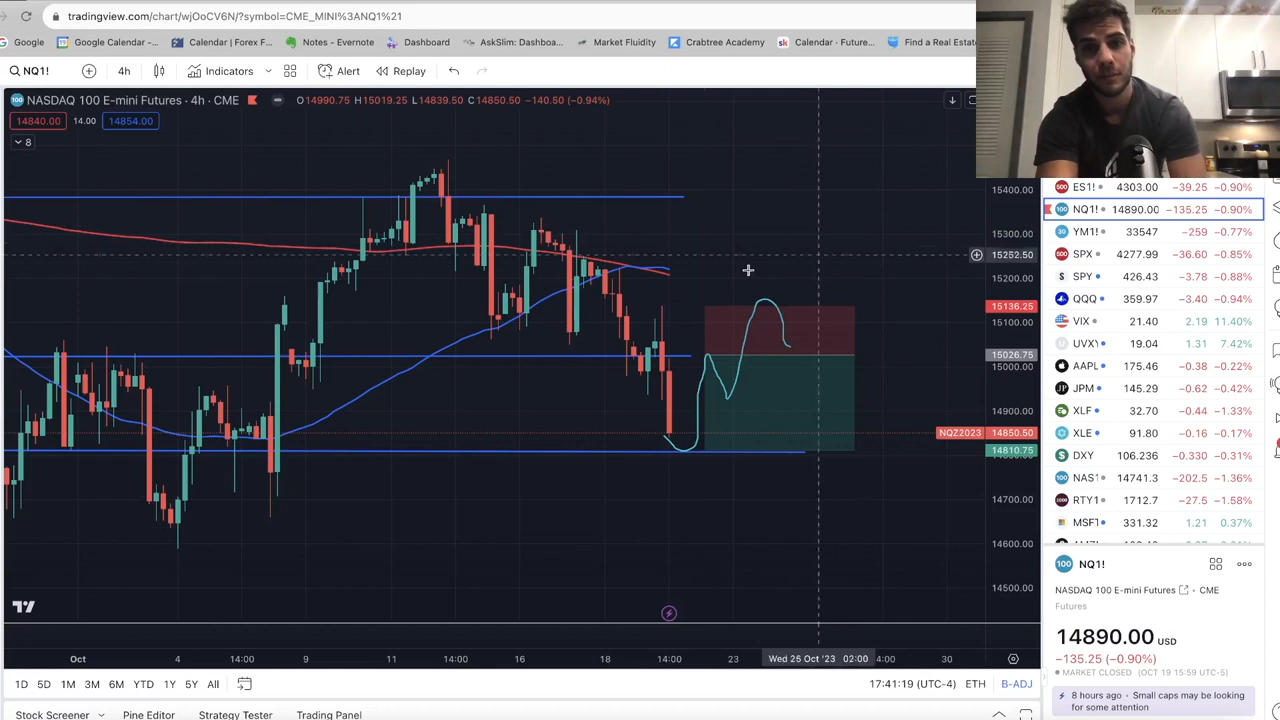 tradingview.com/chart/wjOoCV6N/?symbol=CME_MINI%3ANQ1%21
Google
Google Calendar -...
Calendar | Forex F...
Notes - Evernote
Dashboard
AskSlim: Dashboa...
Market Fluidity
Crabtree Academy
Calendar · Future...
Find a Real Estate
NQ1!
4h
Indicators
Alert
Replay
NASDAQ 100 E-mini Futures · 4h · CME
O14990.75 H15019.25 L14839.50 C14850.50 −140.50 (−0.94%)
14840.00
14.00
14854.00
8
15400.00
15300.00
15252.50
15200.00
15136.25
15100.00
15026.75
15000.00
14900.00
NQZ2023
14850.50
14810.75
14700.00
14600.00
14500.00
Oct
4
14:00
9
11
14:00
16
18
14:00
23
Wed 25 Oct '23 02:00
4:00
30
1D
5D
1M
3M
6M
YTD
1Y
5Y
All
17:41:19 (UTC-4)
ETH
B-ADJ
Stock Screener
Pine Editor
Strategy Tester
Trading Panel
ES1! 4303.00 −39.25 −0.90%
NQ1! 14890.00 −135.25 −0.90%
YM1! 33547 −259 −0.77%
SPX 4277.99 −36.60 −0.85%
SPY 426.43 −3.78 −0.88%
QQQ 359.97 −3.40 −0.94%
VIX 21.40 2.19 11.40%
UVXY 19.04 1.31 7.42%
AAPL 175.46 −0.38 −0.22%
JPM 145.29 −0.62 −0.42%
XLF 32.70 −0.44 −1.33%
XLE 91.80 −0.16 −0.17%
DXY 106.236 −0.330 −0.31%
NAS1 14741.3 −202.5 −1.36%
RTY1 1712.7 −27.5 −1.58%
MSFT 331.32 1.21 0.37%
NQ1!
NASDAQ 100 E-mini Futures · CME
Futures
14890.00 USD
−135.25 (−0.90%)
MARKET CLOSED (OCT 19 15:59 UTC-5)
8 hours ago · Small caps may be looking
for some attention